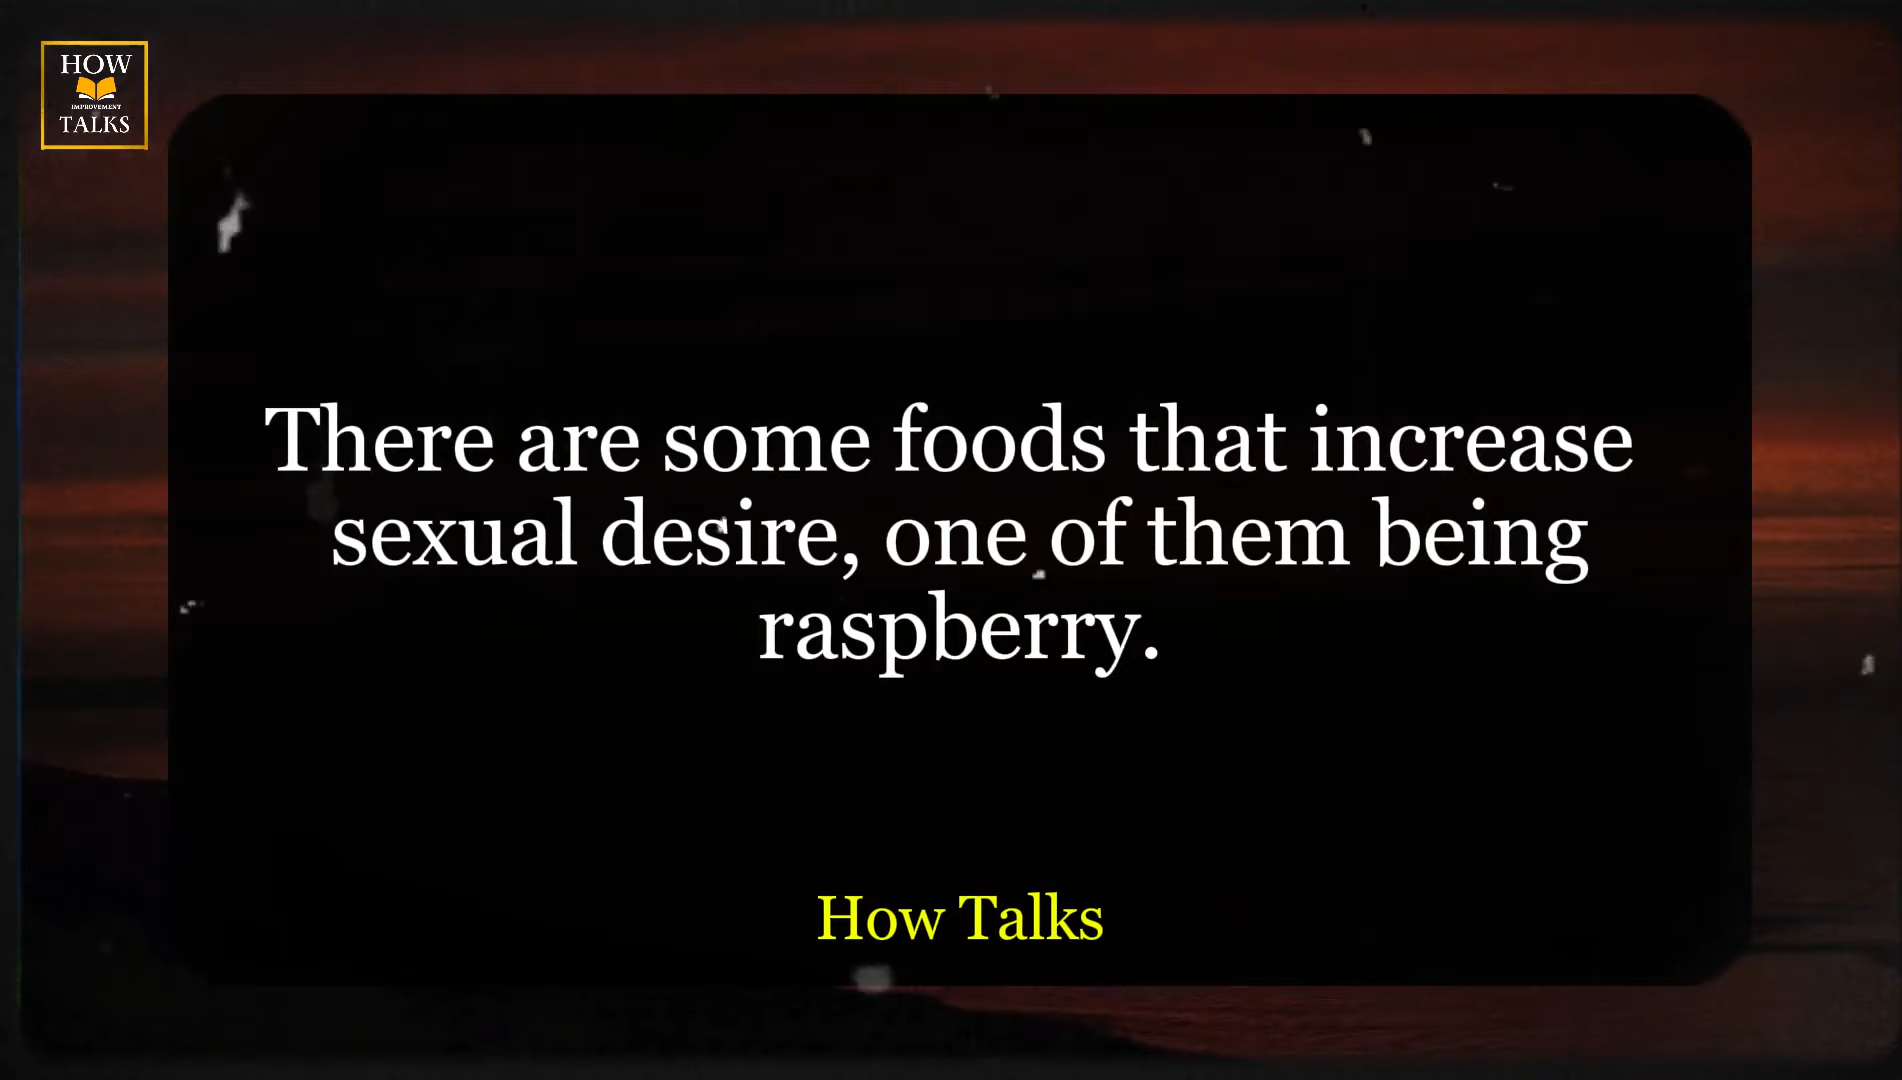 HOW
IMPROVEMENT
TALKS
There are some foods that increase
sexual desire, one of them being
raspberry.
How Talks